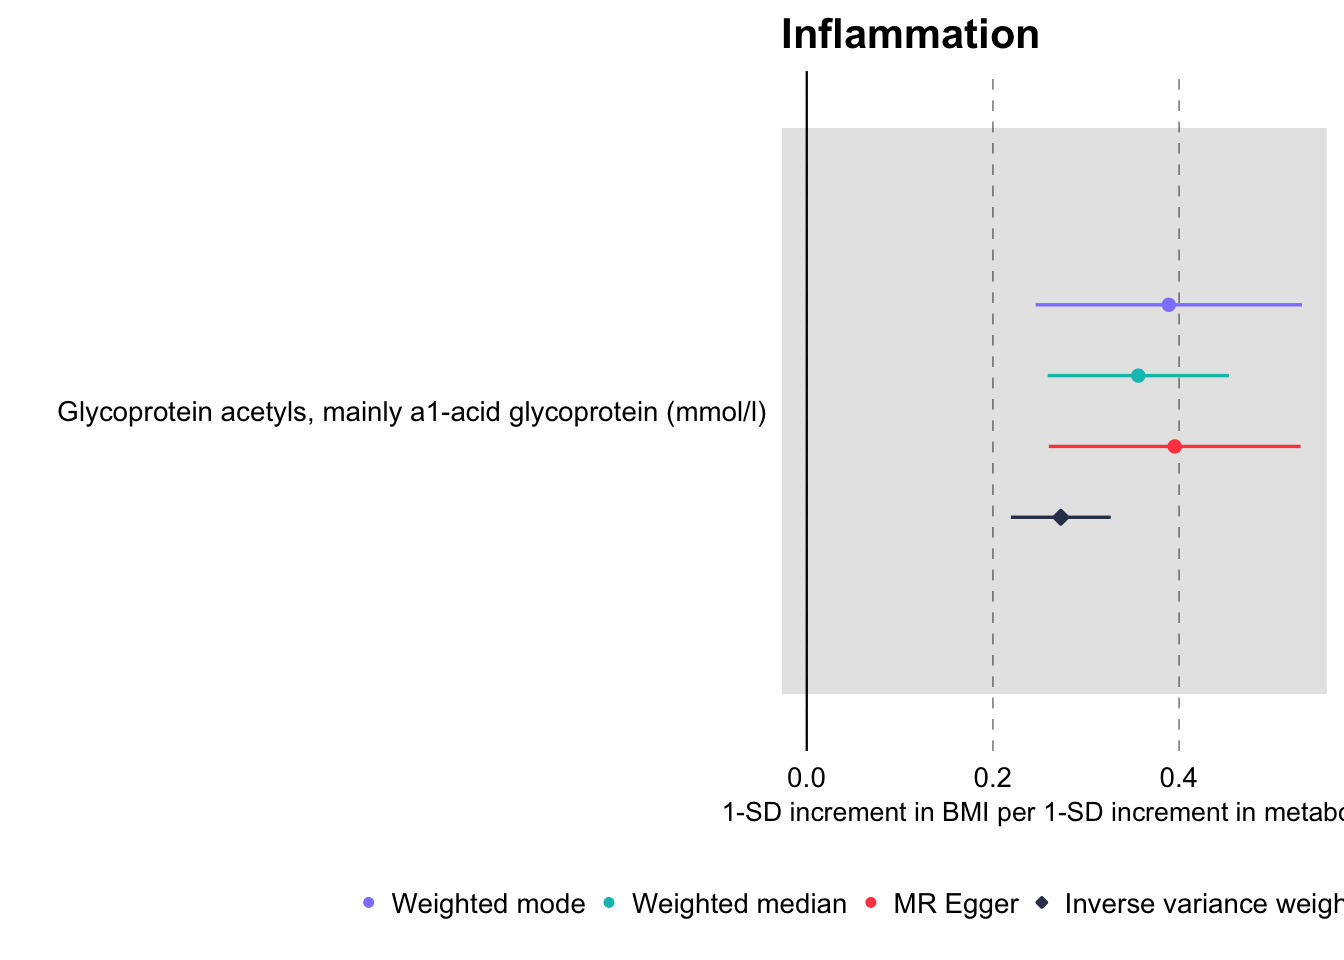 Inflammation
Glycoprotein acetyls, mainly a1-acid glycoprotein (mmol/l)
0.0 0.2 0.4
1-SD increment in BMI per 1-SD increment in metabo
Weighted mode Weighted median MR Egger Inverse variance weigh